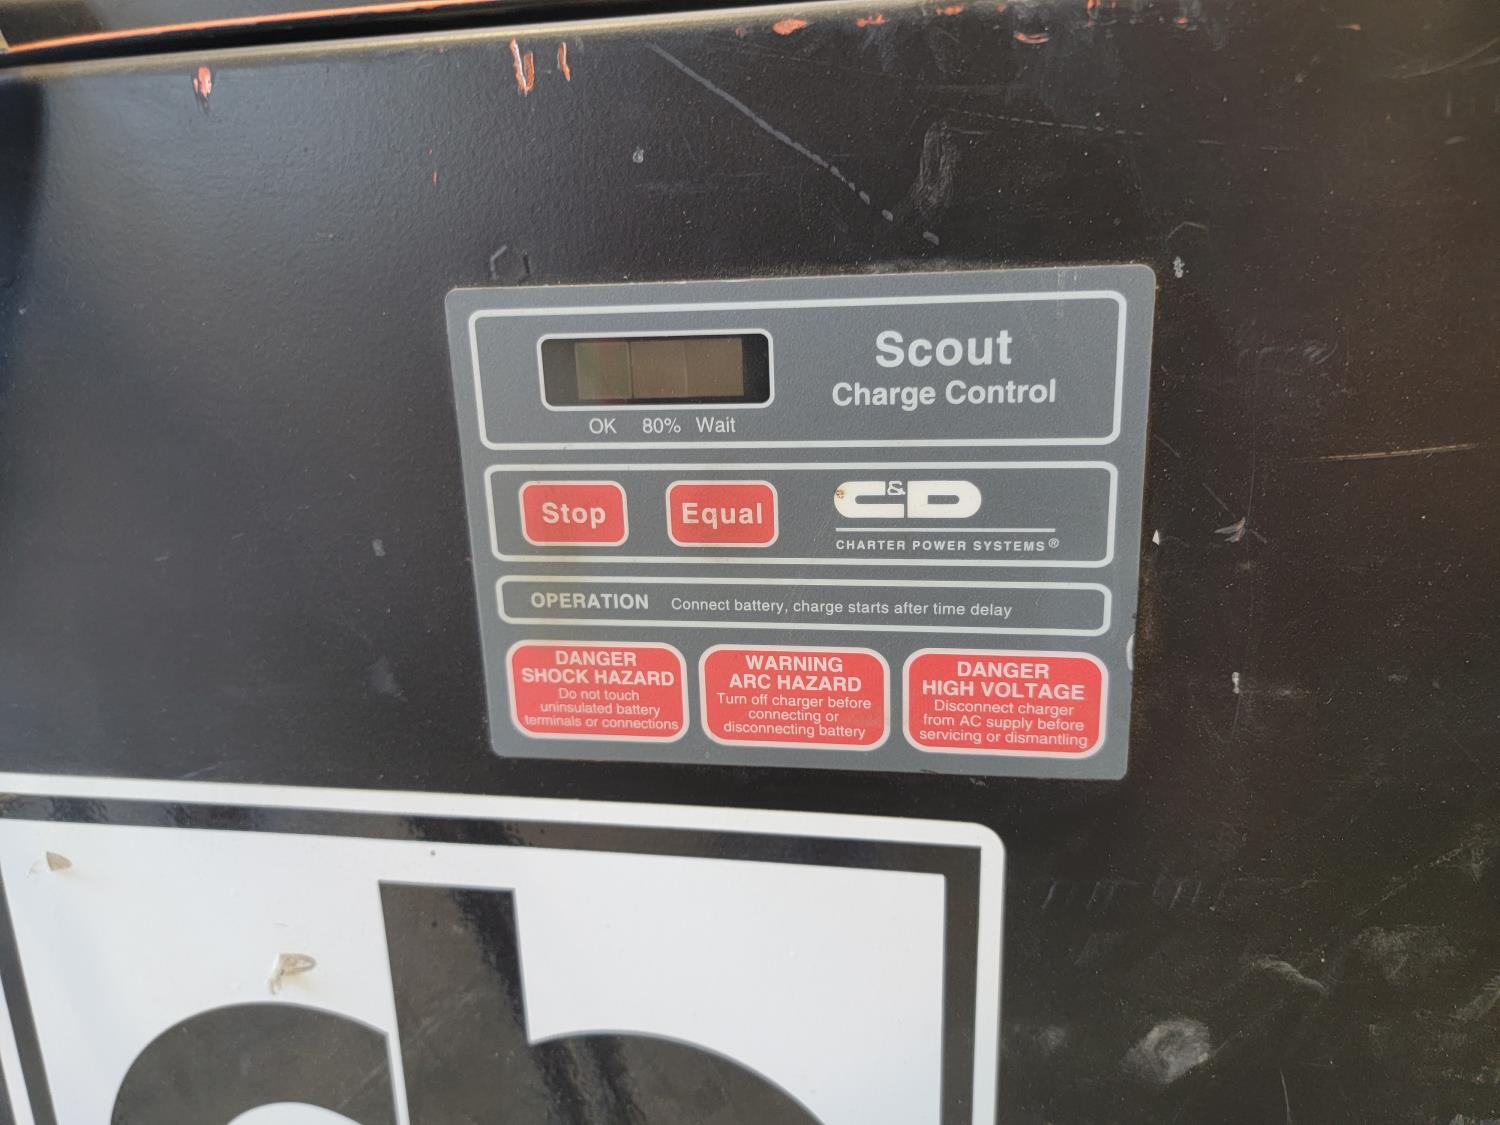 Scout
Charge Control
OK 80% Wait
Stop Equal C&D
CHARTER POWER SYSTEMS®
OPERATION Connect battery, charge starts after time delay
DANGER
SHOCK HAZARD
Do not touch
uninsulated battery
terminals or connections
WARNING
ARC HAZARD
Turn off charger before
connecting or
disconnecting battery
DANGER
HIGH VOLTAGE
Disconnect charger
from AC supply before
servicing or dismantling